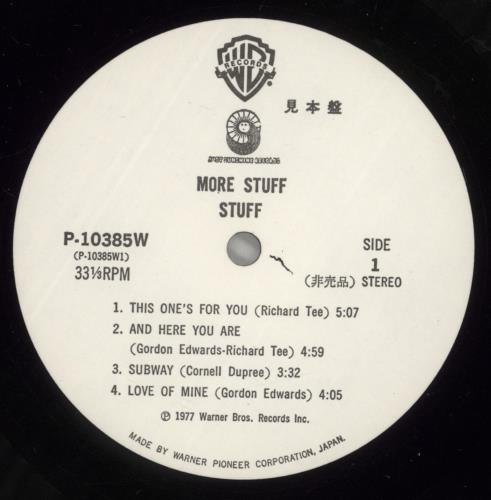 WB
RECORDS
見本盤
MORE STUFF
STUFF
P-10385W
(P-10385W1)
33⅓RPM
SIDE
1
(非売品) STEREO
1. THIS ONE'S FOR YOU (Richard Tee) 5:07
2. AND HERE YOU ARE
(Gordon Edwards-Richard Tee) 4:59
3. SUBWAY (Cornell Dupree) 3:32
4. LOVE OF MINE (Gordon Edwards) 4:05
℗ 1977 Warner Bros. Records Inc.
MADE BY WARNER PIONEER CORPORATION, JAPAN.